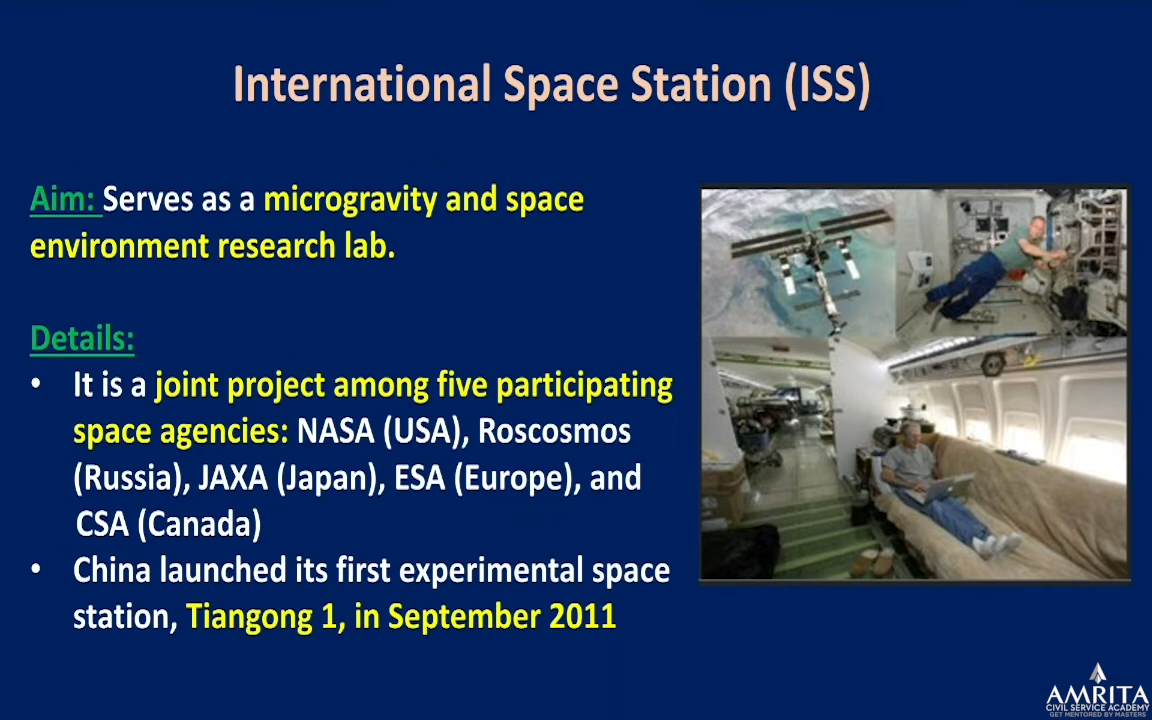 International Space Station (ISS)
Aim: Serves as a microgravity and space
environment research lab.
Details:
• It is a joint project among five participating
space agencies: NASA (USA), Roscosmos
(Russia), JAXA (Japan), ESA (Europe), and
CSA (Canada)
• China launched its first experimental space
station, Tiangong 1, in September 2011
AMRITA
CIVIL SERVICE ACADEMY
GET MENTORED BY MASTERS